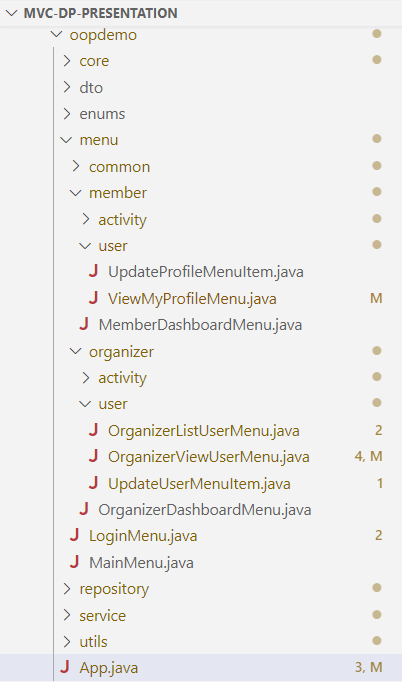 MVC-DP-PRESENTATION
oopdemo
core
dto
enums
menu
common
member
activity
user
J UpdateProfileMenuItem.java
J ViewMyProfileMenu.java M
J MemberDashboardMenu.java
organizer
activity
user
J OrganizerListUserMenu.java 2
J OrganizerViewUserMenu.java 4, M
J UpdateUserMenuItem.java 1
J OrganizerDashboardMenu.java
J LoginMenu.java 2
J MainMenu.java
repository
service
utils
J App.java 3, M